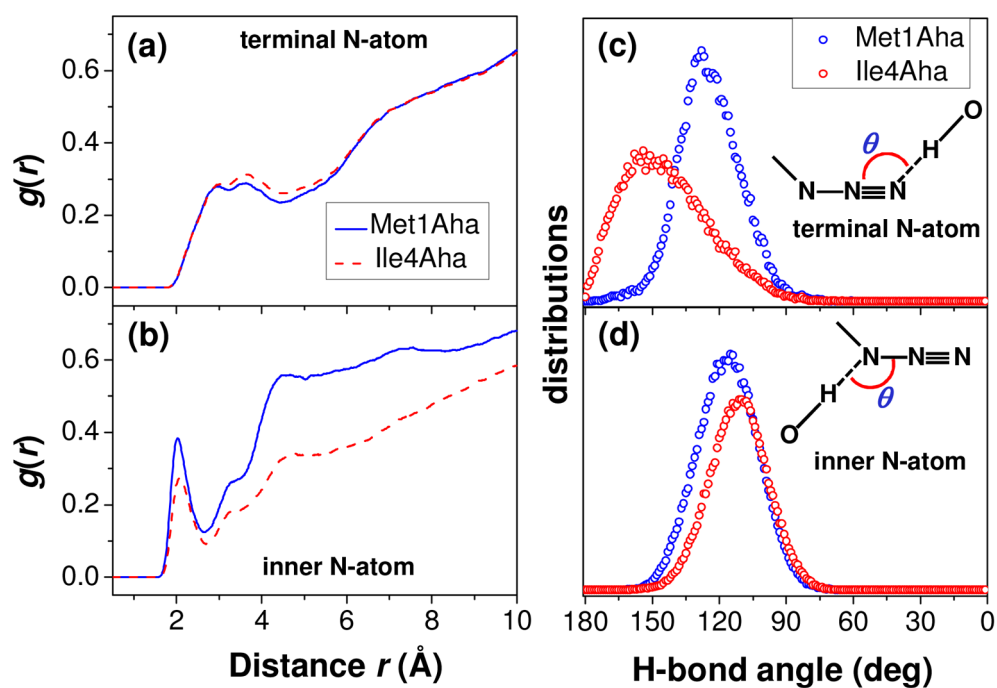 (a)
terminal N-atom
0.6
0.4
0.2
0.0
g(r)
Met1Aha
Ile4Aha
(b)
0.6
0.4
0.2
0.0
g(r)
inner N-atom
2
4
6
8
10
Distance r (Å)
(c)
Met1Aha
Ile4Aha
θ
O
H
N N N
terminal N-atom
distributions
(d)
N N N
H
θ
O
inner N-atom
180
150
120
90
60
30
0
H-bond angle (deg)